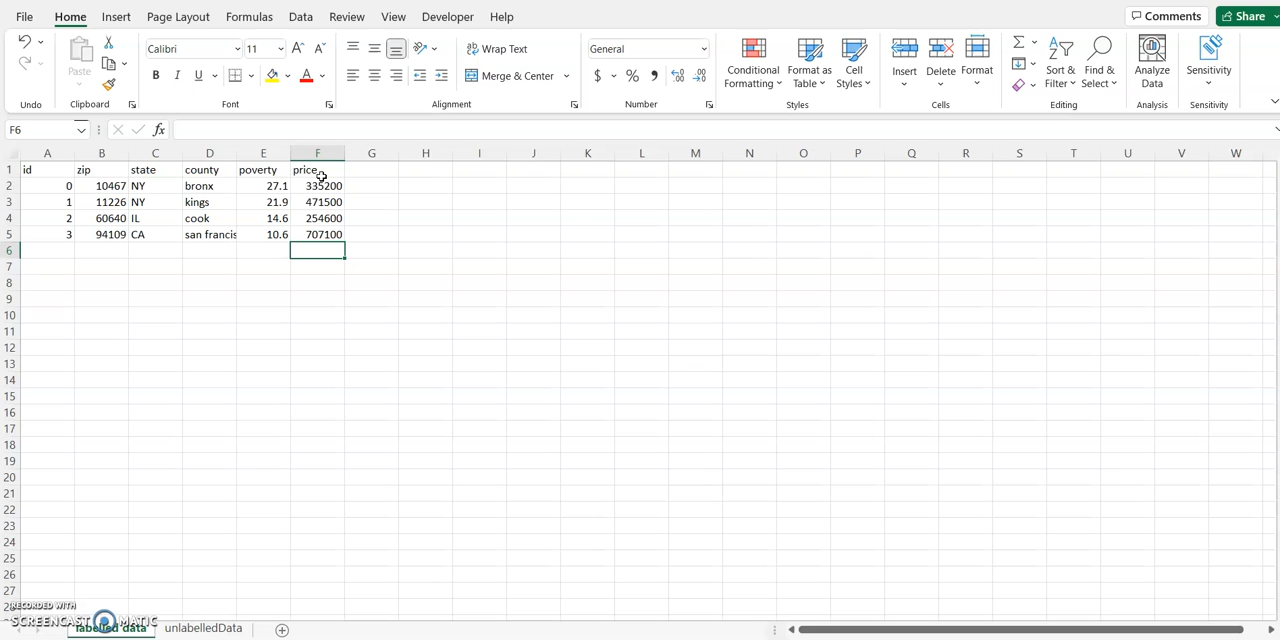 File Home Insert Page Layout Formulas Data Review View Developer Help Comments Share
Calibri 11 A A Wrap Text General
Paste B I U A Merge & Center $ % Conditional Formatting Format as Table Cell Styles Insert Delete Format Sort & Filter Find & Select Analyze Data Sensitivity
Undo Clipboard Font Alignment Number Styles Cells Editing Analysis Sensitivity
F6 fx
A B C D E F G H I J K L M N O P Q R S T U V W
1 id zip state county poverty price
2 0 10467 NY bronx 27.1 335200
3 1 11226 NY kings 21.9 471500
4 2 60640 IL cook 14.6 254600
5 3 94109 CA san francis 10.6 707100
6
7
8
9
10
11
12
13
14
15
16
17
18
19
20
21
22
23
24
25
26
27
28
RECORDED WITH
SCREENCAST MATIC
labelled data unlabelledData